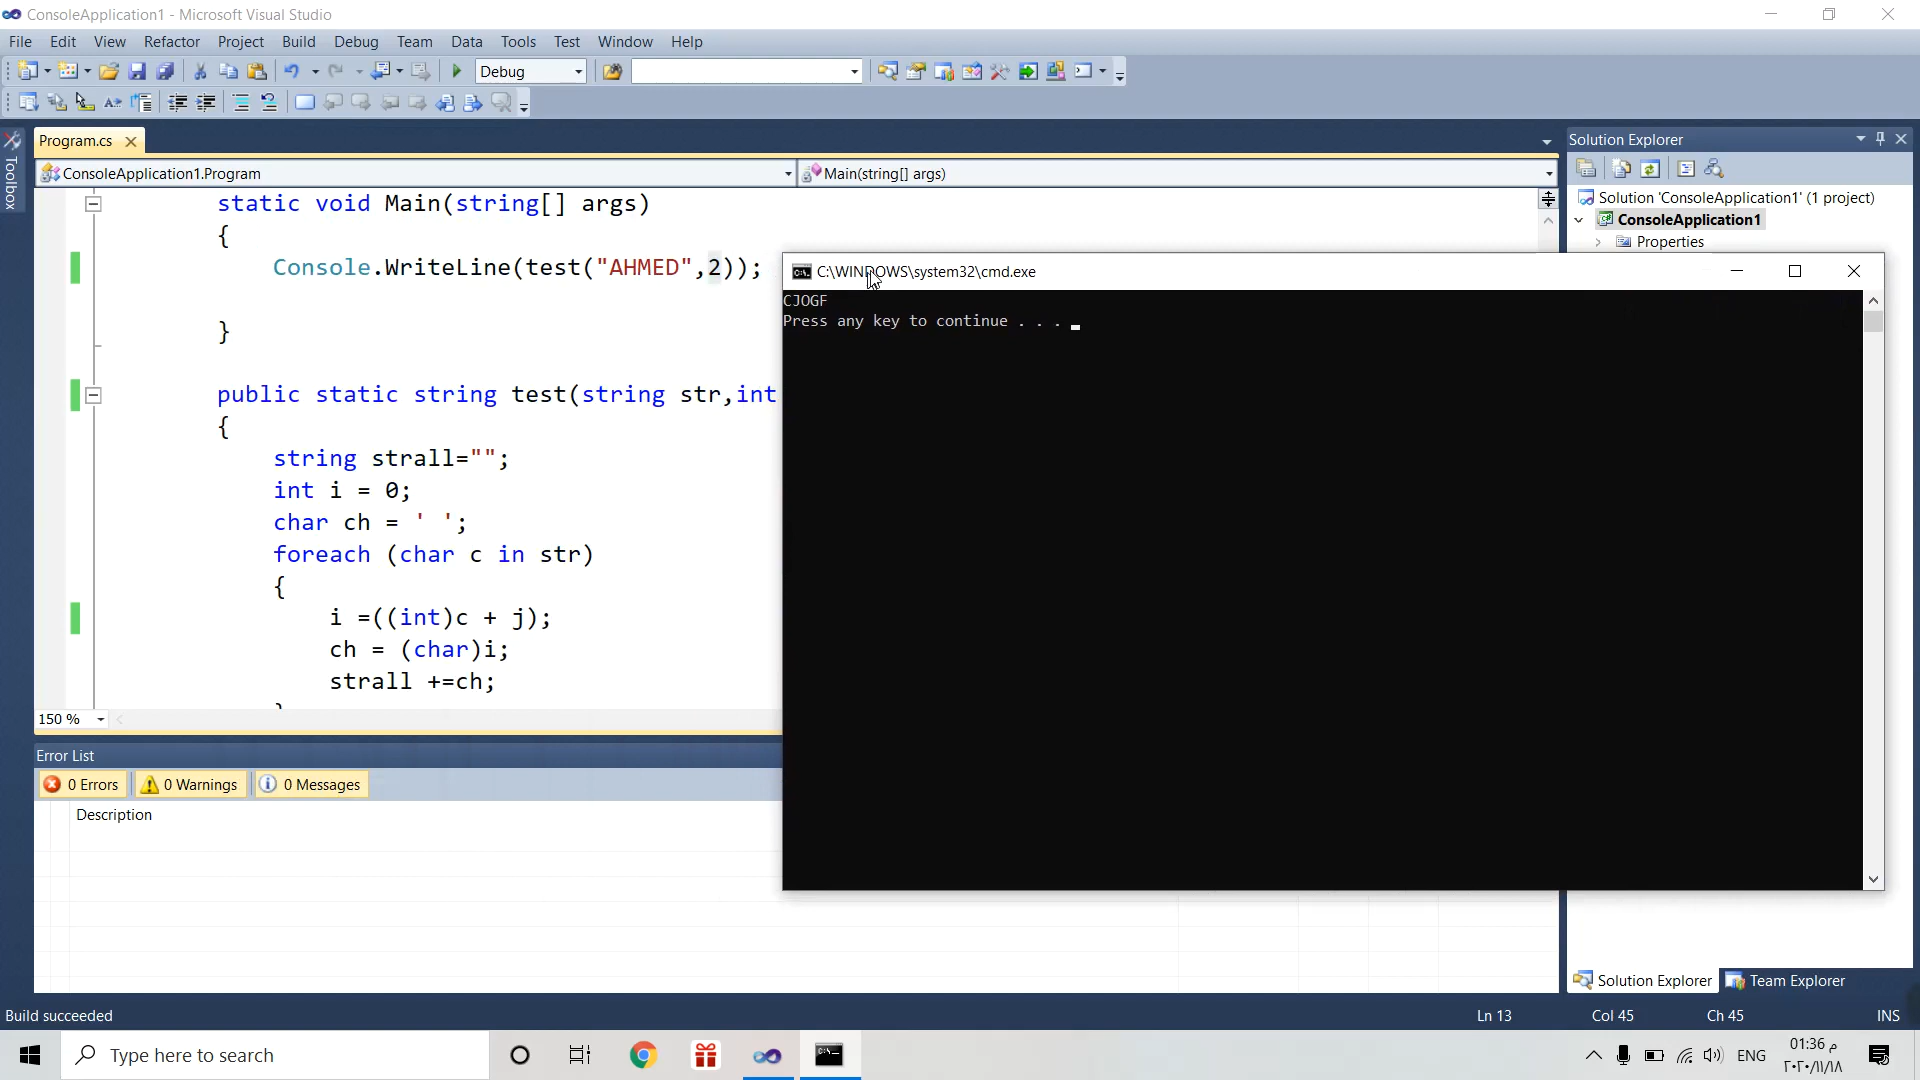 ConsoleApplication1 - Microsoft Visual Studio
File Edit View Refactor Project Build Debug Team Data Tools Test Window Help
Debug
Toolbox
Program.cs
ConsoleApplication1.Program
Main(string[] args)
static void Main(string[] args)
{
Console.WriteLine(test("AHMED",2));
}
public static string test(string str,int
{
string strall="";
int i = 0;
char ch = ' ';
foreach (char c in str)
{
i =((int)c + j);
ch = (char)i;
strall +=ch;
150 %
Error List
0 Errors
0 Warnings
0 Messages
Description
C:\WINDOWS\system32\cmd.exe
CJOGF
Press any key to continue . . .
Solution Explorer
Solution 'ConsoleApplication1' (1 project)
ConsoleApplication1
Properties
Solution Explorer
Team Explorer
Build succeeded
Ln 13
Col 45
Ch 45
INS
Type here to search
ENG
01:36 م
٢٠٢٠/١١/١٨